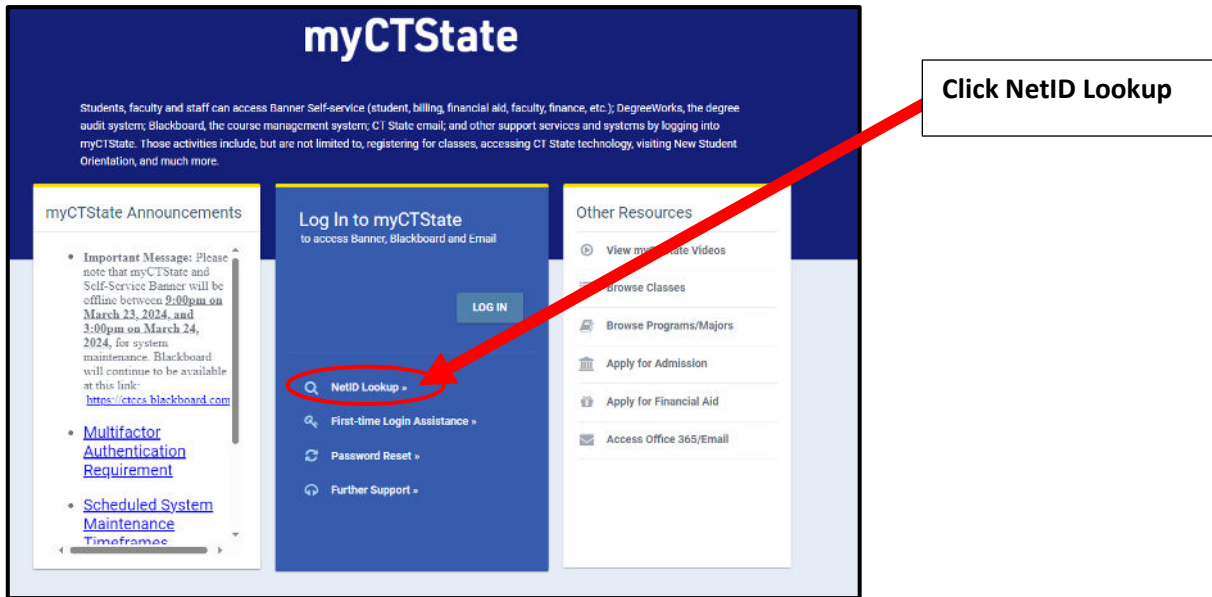 myCTState
Students, faculty and staff can access Banner Self-service (student, billing, financial aid, faculty, finance, etc.); DegreeWorks, the degree
audit system; Blackboard, the course management system; CT State email; and other support services and systems by logging into
myCTState. Those activities include, but are not limited to, registering for classes, accessing CT State technology, visiting New Student
Orientation, and much more.
Click NetID Lookup
myCTState Announcements
• Important Message: Please
note that myCTState and
Self-Service Banner will be
offline between 9:00pm on
March 23, 2024, and
3:00pm on March 24,
2024, for system
maintenance. Blackboard
will continue to be available
at this link:
https://ctccs.blackboard.com
• Multifactor
Authentication
Requirement
• Scheduled System
Maintenance
Timeframes
Log In to myCTState
to access Banner, Blackboard and Email
LOG IN
NetID Lookup »
First-time Login Assistance »
Password Reset »
Further Support »
Other Resources
View my State Videos
Browse Classes
Browse Programs/Majors
Apply for Admission
Apply for Financial Aid
Access Office 365/Email